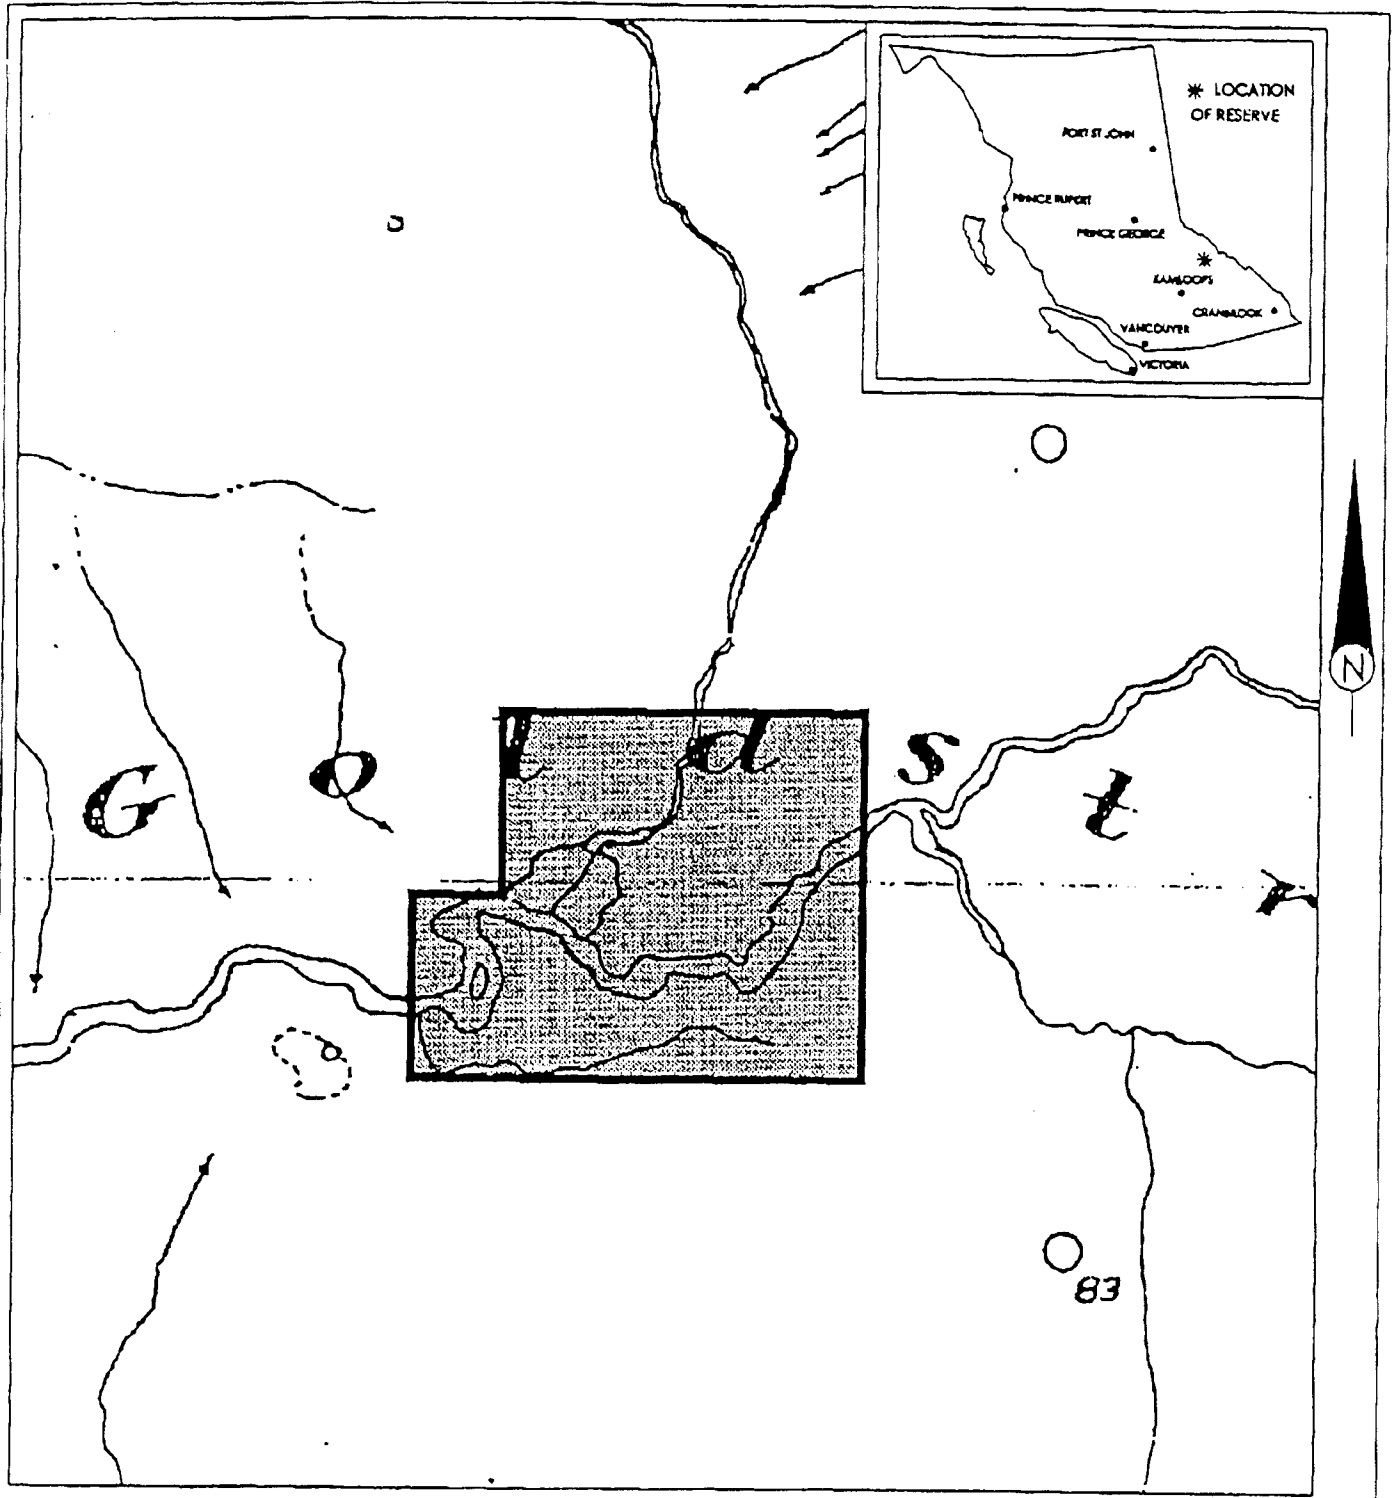 ✳ LOCATION
OF RESERVE
FORT ST JOHN
PRINCE RUPERT
PRINCE GEORGE
KAMLOOPS
CRANBROOK
VANCOUVER
VICTORIA
N
G o l d s t r
83